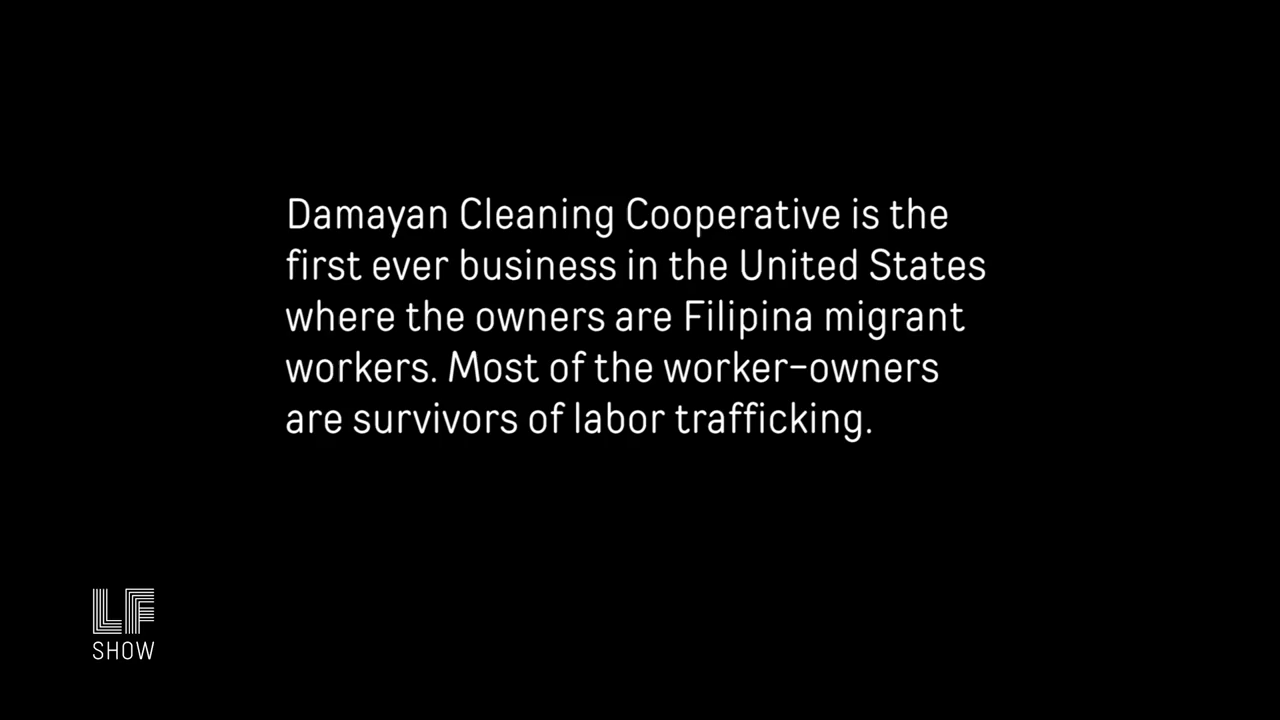 Damayan Cleaning Cooperative is the
first ever business in the United States
where the owners are Filipina migrant
workers. Most of the worker-owners
are survivors of labor trafficking.
LF
SHOW